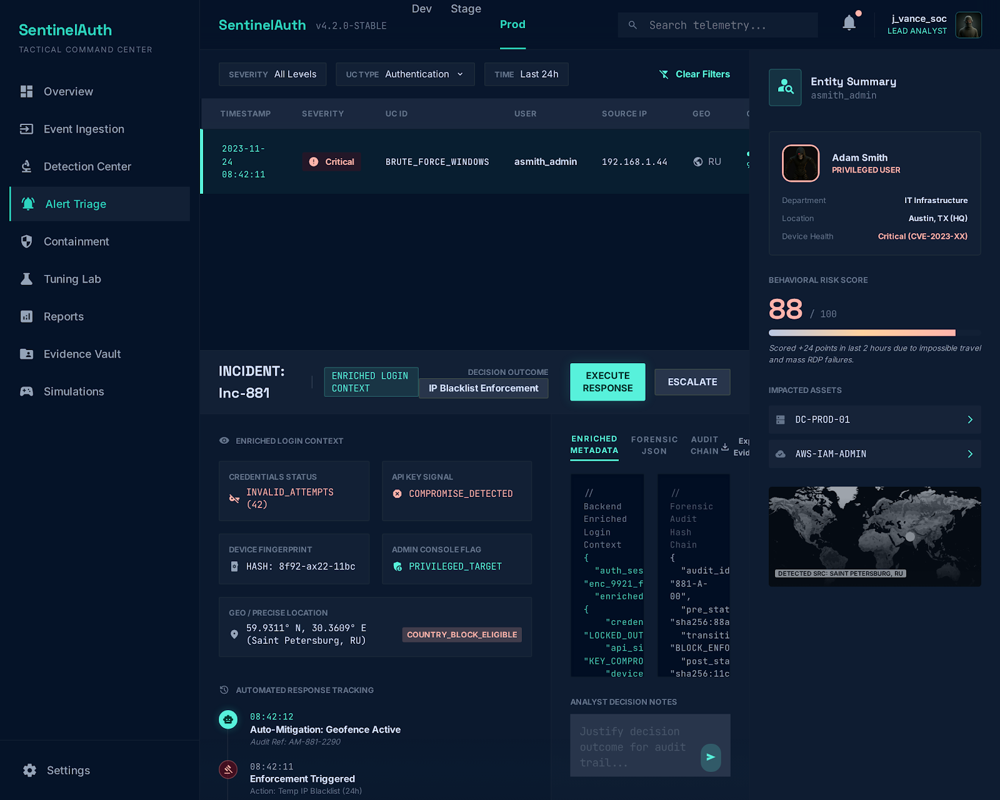 SentinelAuth
TACTICAL COMMAND CENTER
Overview
Event Ingestion
Detection Center
Alert Triage
Containment
Tuning Lab
Reports
Evidence Vault
Simulations
Settings
SentinelAuth v4.2.0-STABLE
Dev Stage Prod
Search telemetry...
j_vance_soc
LEAD ANALYST
SEVERITY All Levels
UC TYPE Authentication
TIME Last 24h
Clear Filters
TIMESTAMP SEVERITY UC ID USER SOURCE IP GEO
2023-11-
24
08:42:11
Critical BRUTE_FORCE_WINDOWS asmith_admin 192.168.1.44 RU
INCIDENT:
Inc-881
ENRICHED LOGIN
CONTEXT
DECISION OUTCOME
IP Blacklist Enforcement
EXECUTE
RESPONSE
ESCALATE
ENRICHED LOGIN CONTEXT
CREDENTIALS STATUS
INVALID_ATTEMPTS
(42)
API KEY SIGNAL
COMPROMISE_DETECTED
DEVICE FINGERPRINT
HASH: 8f92-ax22-11bc
ADMIN CONSOLE FLAG
PRIVILEGED_TARGET
GEO / PRECISE LOCATION
59.9311° N, 30.3609° E
(Saint Petersburg, RU)
COUNTRY_BLOCK_ELIGIBLE
AUTOMATED RESPONSE TRACKING
08:42:12
Auto-Mitigation: Geofence Active
Audit Ref: AM-881-2290
08:42:11
Enforcement Triggered
Action: Temp IP Blacklist (24h)
ENRICHED
METADATA
FORENSIC
JSON
AUDIT
CHAIN
Exp
Evid
//
Backend
Enriched
Login
Context
{
"auth_ses
"enc_9921_f
"enriched
{
"creden
"LOCKED_OUT
"api_si
"KEY_COMPRO
"device
//
Forensic
Audit
Hash
Chain
{
"audit_id
"881-A-
00",
"pre_stat
"sha256:88a
"transiti
"BLOCK_ENFO
"post_sta
"sha256:11c
ANALYST DECISION NOTES
Justify decision
outcome for audit
trail...
Entity Summary
asmith_admin
Adam Smith
PRIVILEGED USER
Department IT Infrastructure
Location Austin, TX (HQ)
Device Health Critical (CVE-2023-XX)
BEHAVIORAL RISK SCORE
88 / 100
Scored +24 points in last 2 hours due to impossible travel
and mass RDP failures.
IMPACTED ASSETS
DC-PROD-01
AWS-IAM-ADMIN
DETECTED SRC: SAINT PETERSBURG, RU